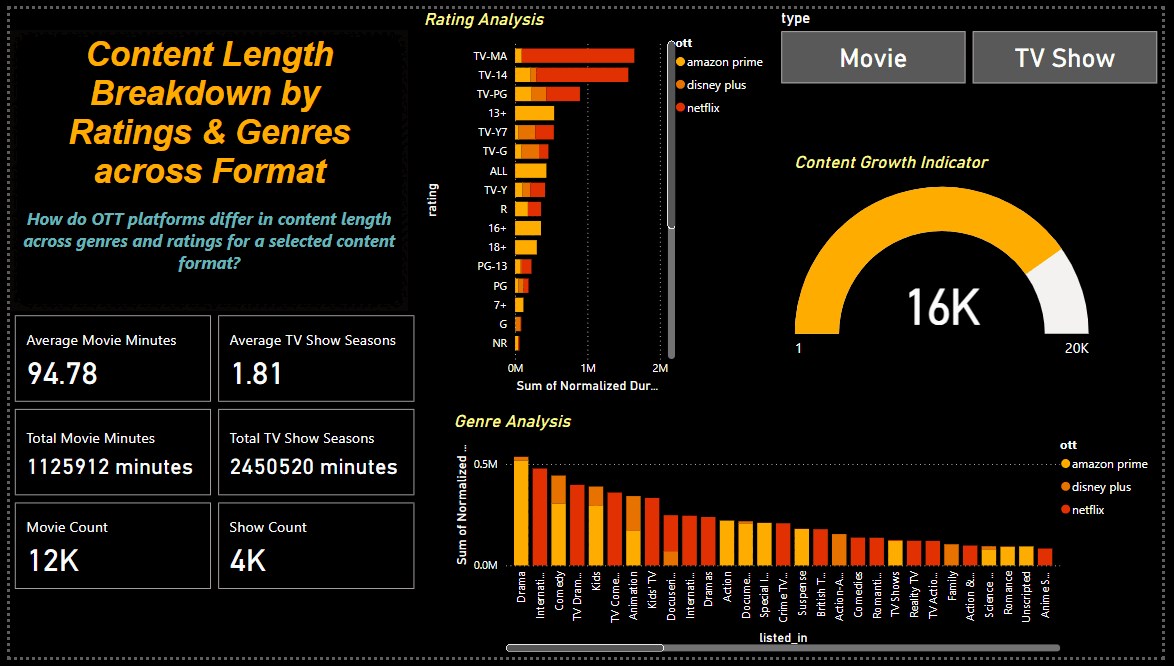 Content Length
Breakdown by
Ratings & Genres
across Format
How do OTT platforms differ in content length
across genres and ratings for a selected content
format?
Average Movie Minutes
94.78
Average TV Show Seasons
1.81
Total Movie Minutes
1125912 minutes
Total TV Show Seasons
2450520 minutes
Movie Count
12K
Show Count
4K
Rating Analysis
rating
TV-MA
TV-14
TV-PG
13+
TV-Y7
TV-G
ALL
TV-Y
R
16+
18+
PG-13
PG
7+
G
NR
0M
1M
2M
Sum of Normalized Dur...
ott
amazon prime
disney plus
netflix
type
Movie
TV Show
Content Growth Indicator
16K
1
20K
Genre Analysis
Sum of Normalized ...
0.5M
0.0M
Drama
Internati...
Comedy
TV Dram...
Kids
TV Come...
Animation
Kids' TV
Docuseri...
Internati...
Dramas
Action
Docume...
Special I...
Crime TV...
Suspense
British T...
Action-A...
Comedies
Romanti...
TV Shows
Reality TV
TV Actio...
Family
Action &...
Science ...
Romance
Unscripted
Anime S...
listed_in
ott
amazon prime
disney plus
netflix